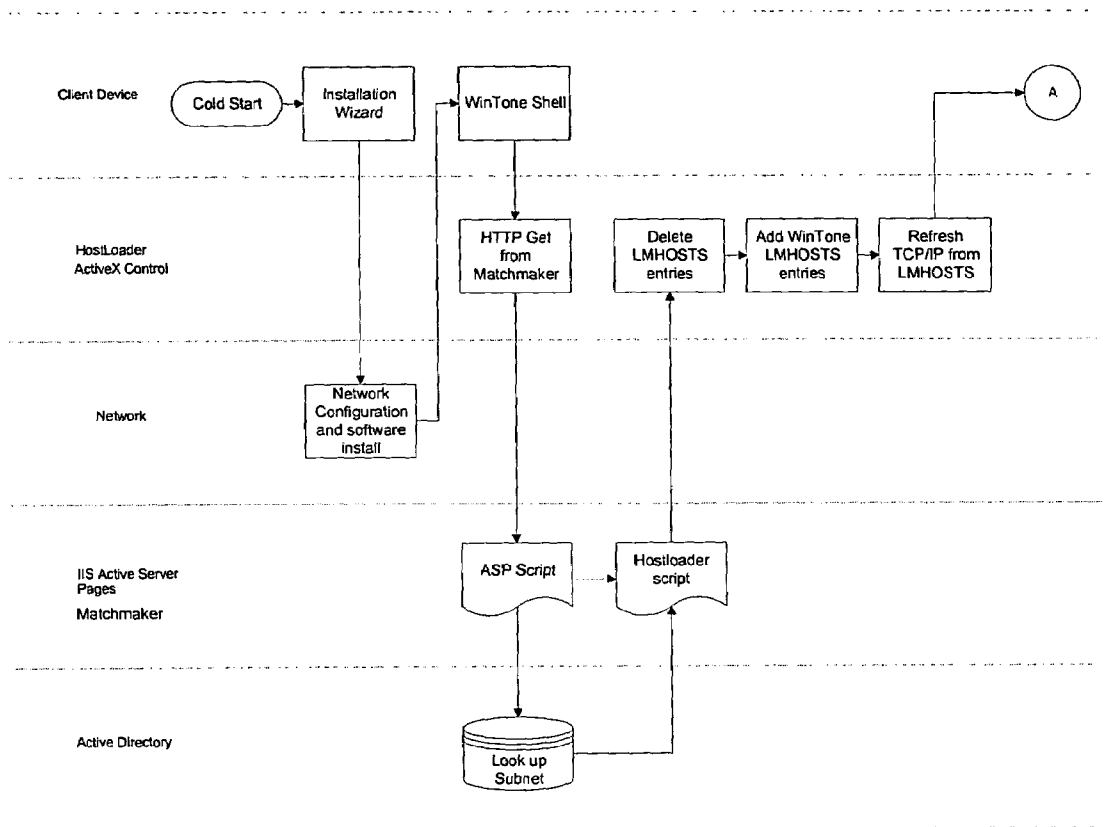 Client Device
Cold Start
Installation
Wizard
WinTone Shell
A
HostLoader
ActiveX Control
HTTP Get
from
Matchmaker
Delete
LMHOSTS
entries
Add WinTone
LMHOSTS
entries
Refresh
TCP/IP from
LMHOSTS
Network
Network
Configuration
and software
install
IIS Active Server
Pages
Matchmaker
ASP Script
Hostloader
script
Active Directory
Look up
Subnet